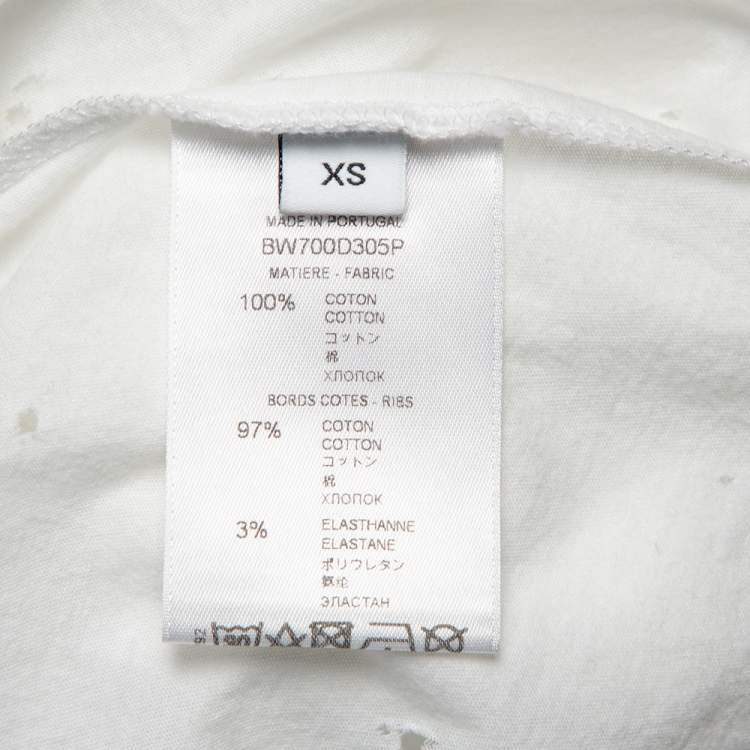 XS
MADE IN PORTUGAL
BW700D305P
MATIERE - FABRIC
100% COTON
COTTON
コットン
棉
ХЛОПОК
BORDS COTES - RIBS
97% COTON
COTTON
コットン
棉
ХЛОПОК
3% ELASTHANNE
ELASTANE
ポリウレタン
氨纶
ЭЛАСТАН
92